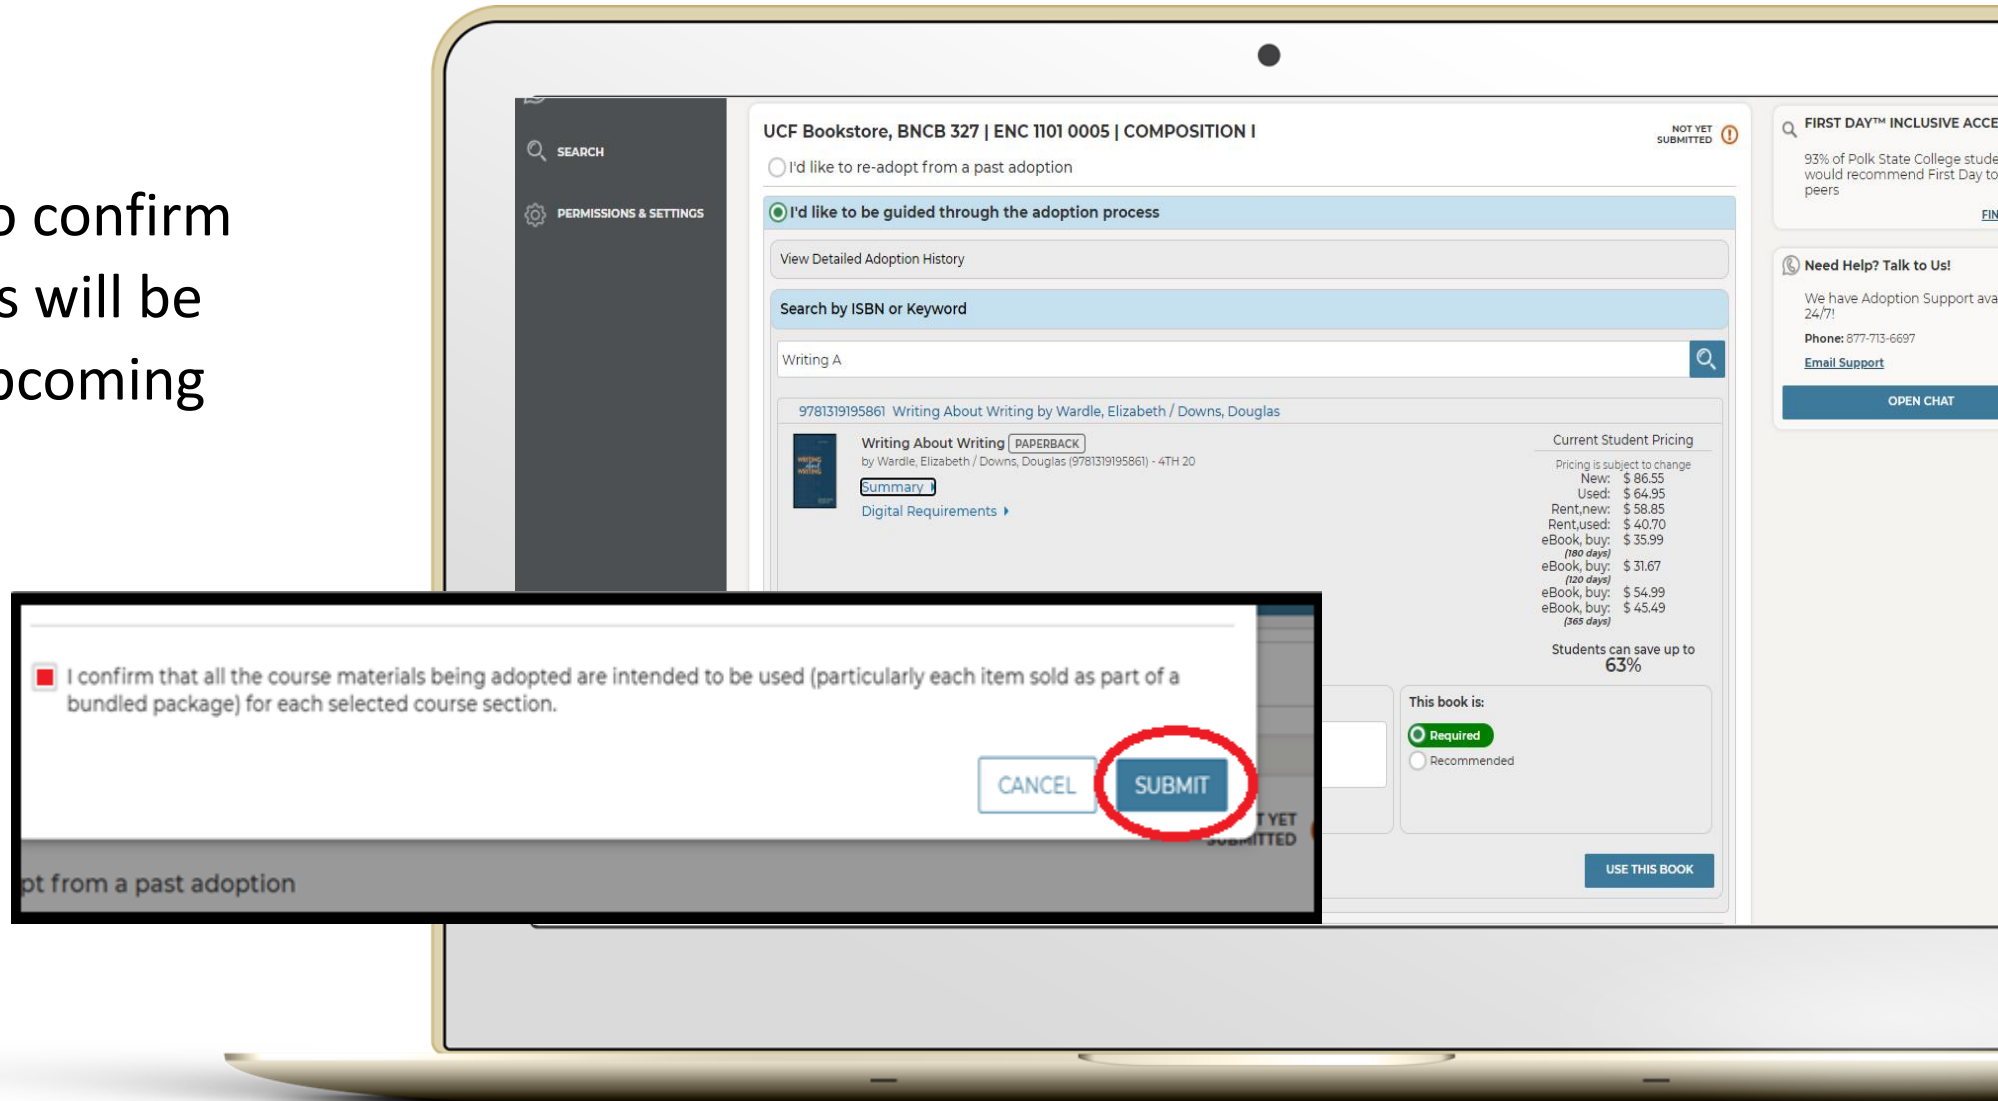 o confirm
s will be
pcoming
SEARCH
PERMISSIONS & SETTINGS
UCF Bookstore, BNCB 327 | ENC 1101 0005 | COMPOSITION I
NOT YET
SUBMITTED
I'd like to re-adopt from a past adoption
I'd like to be guided through the adoption process
View Detailed Adoption History
Search by ISBN or Keyword
Writing A
9781319195861 Writing About Writing by Wardle, Elizabeth / Downs, Douglas
WRITING
about
WRITING
Writing About Writing PAPERBACK
by Wardle, Elizabeth / Downs, Douglas (9781319195861) - 4TH 20
Summary
Digital Requirements
Current Student Pricing
Pricing is subject to change
New: $ 86.55
Used: $ 64.95
Rent,new: $ 58.85
Rent,used: $ 40.70
eBook, buy: $ 35.99
(180 days)
eBook, buy: $ 31.67
(120 days)
eBook, buy: $ 54.99
eBook, buy: $ 45.49
(365 days)
Students can save up to
63%
This book is:
Required
Recommended
USE THIS BOOK
FIRST DAY™ INCLUSIVE ACCE
93% of Polk State College stude
would recommend First Day to
peers
FIN
Need Help? Talk to Us!
We have Adoption Support ava
24/7!
Phone: 877-713-6697
Email Support
OPEN CHAT
I confirm that all the course materials being adopted are intended to be used (particularly each item sold as part of a
bundled package) for each selected course section.
CANCEL
SUBMIT
T YET
SUBMITTED
pt from a past adoption